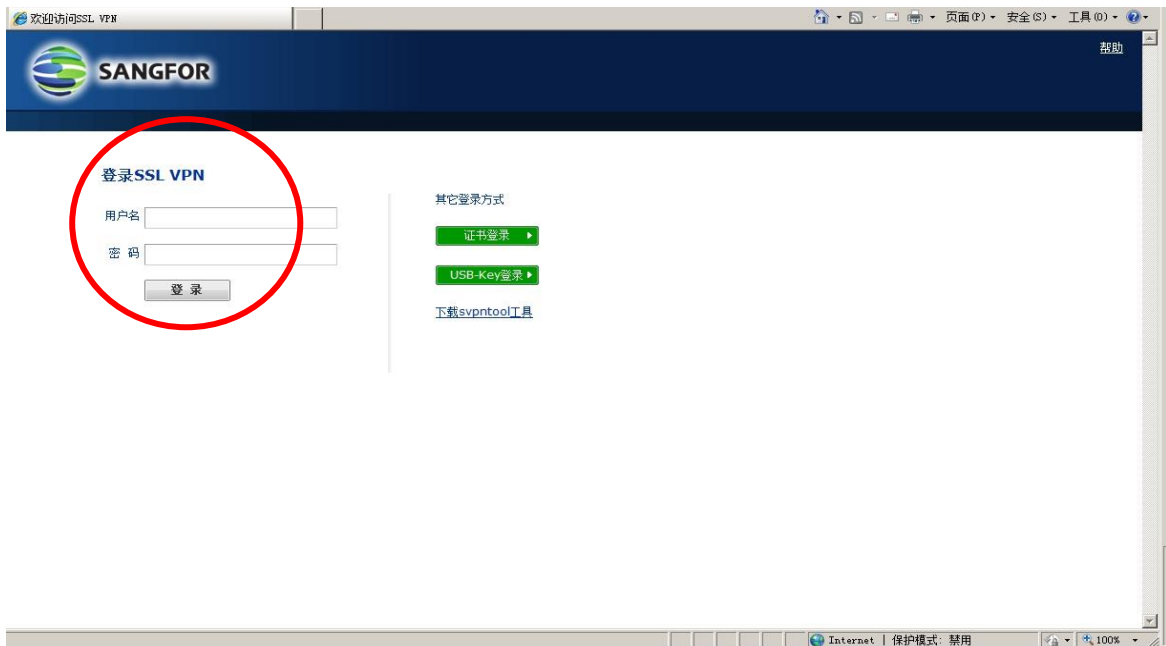 欢迎访问SSL VPN
页面(P) 安全(S) 工具(O)
帮助
SANGFOR
登录SSL VPN
用户名
密 码
登 录
其它登录方式
证书登录
USB-Key登录
下载svpntool工具
Internet | 保护模式: 禁用
100%